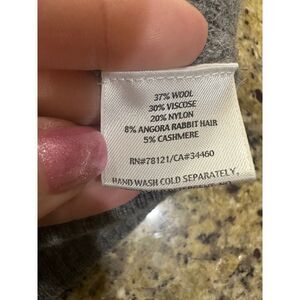 37% WOOL
30% VISCOSE
20% NYLON
8% ANGORA RABBIT HAIR
5% CASHMERE
RN#78121/CA#34460
HAND WASH COLD SEPARATELY,